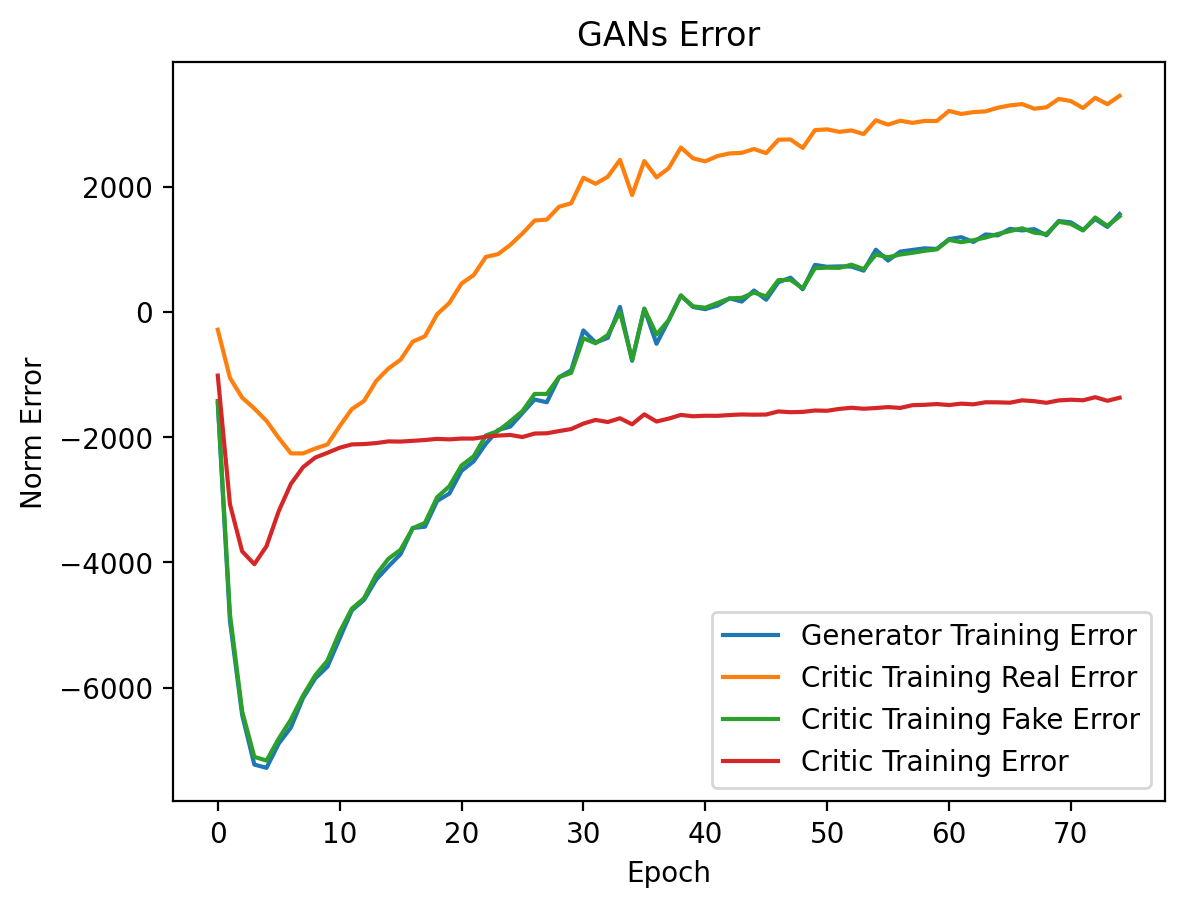 GANs Error
Norm Error
2000
0
−2000
−4000
−6000
Generator Training Error
Critic Training Real Error
Critic Training Fake Error
Critic Training Error
0 10 20 30 40 50 60 70
Epoch